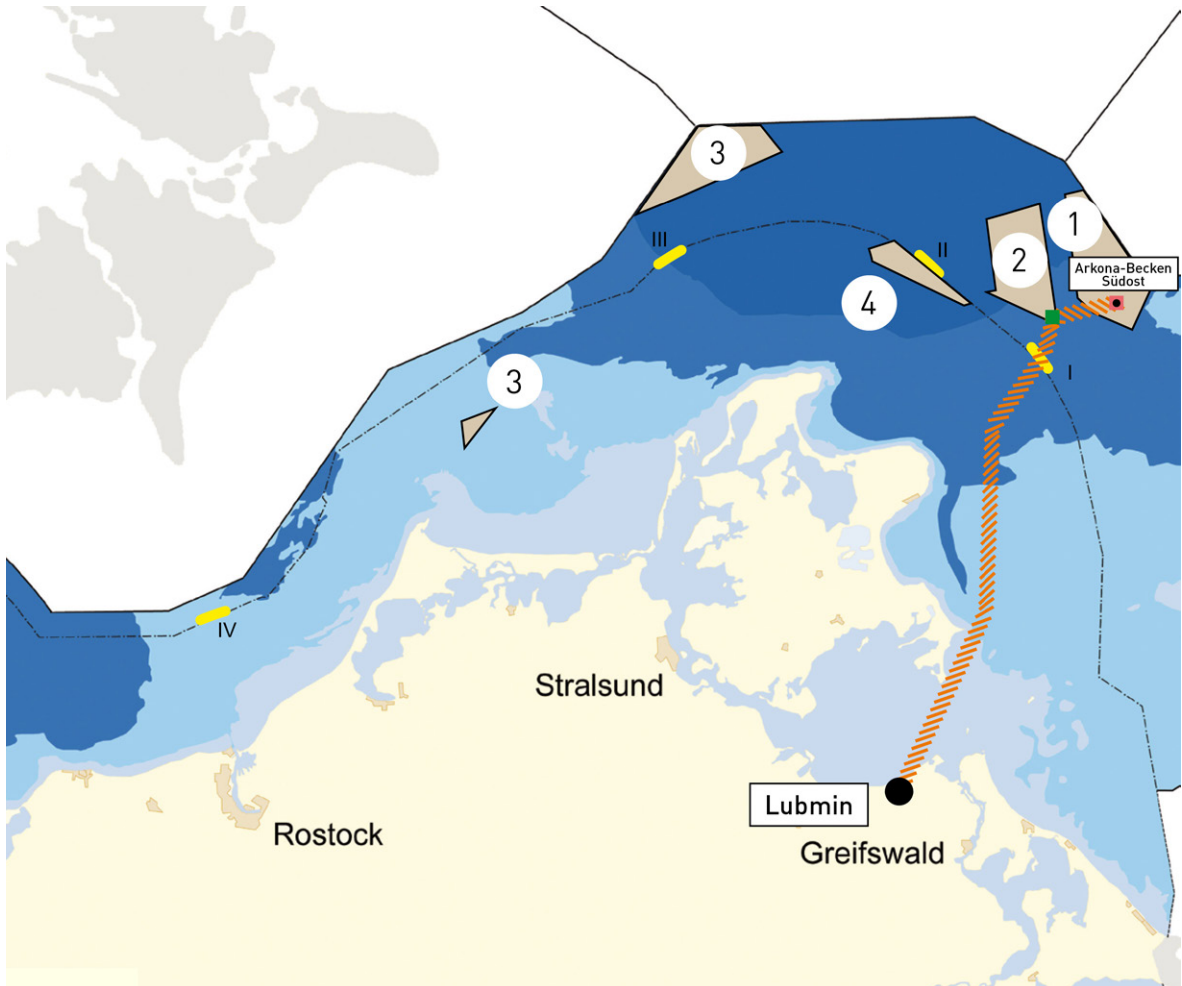 3
1
III
II
2
Arkona-Becken
Südost
4
I
3
IV
Stralsund
Lubmin
Rostock
Greifswald